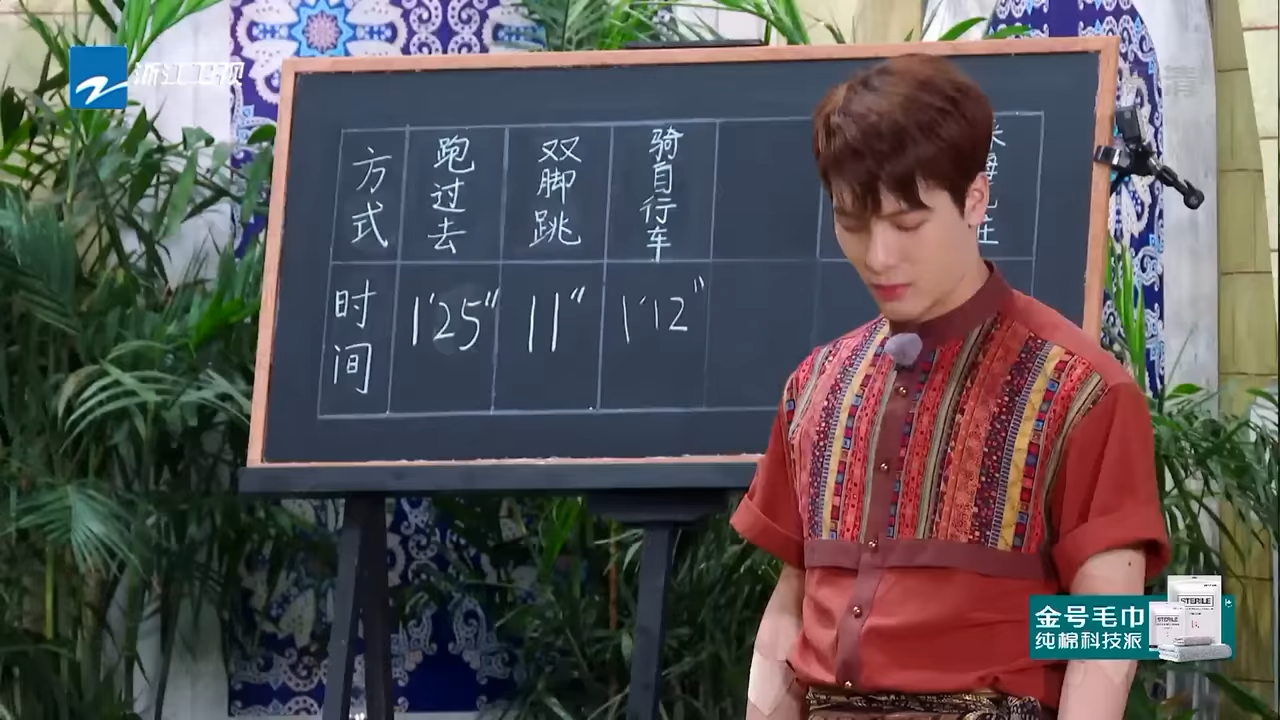 浙江卫视
方式 跑过去 双脚跳 骑自行车
时间 1'25" 11" 1'12"
金号毛巾
纯棉科技派
STERILE
STERILE